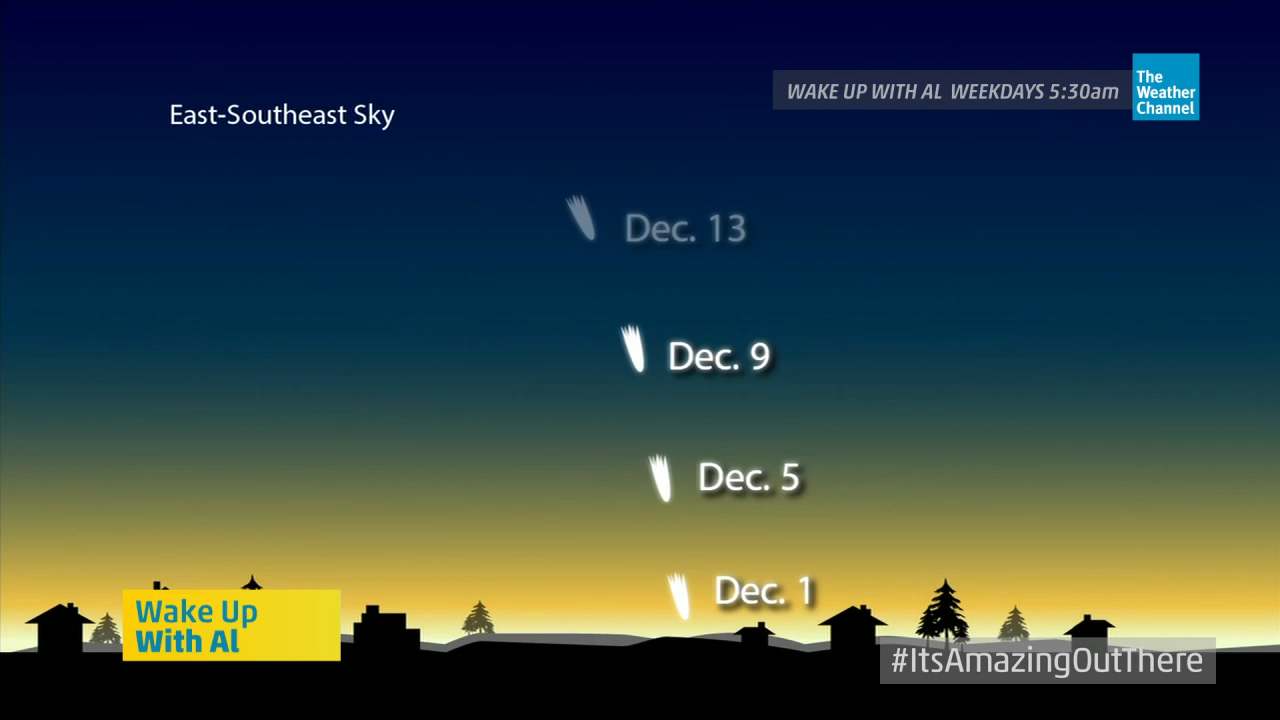 WAKE UP WITH AL WEEKDAYS 5:30am
The
Weather
Channel
East-Southeast Sky
Dec. 13
Dec. 9
Dec. 5
Dec. 1
Wake Up
With Al
#ItsAmazingOutThere